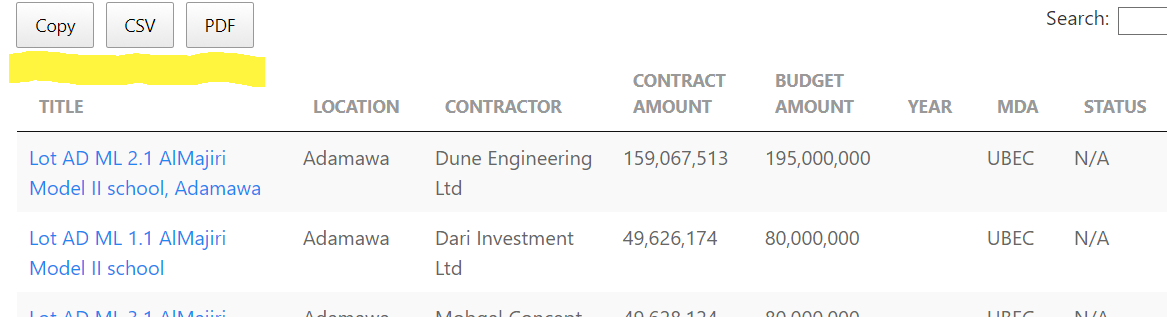 Copy CSV PDF Search:
TITLE LOCATION CONTRACTOR CONTRACT AMOUNT BUDGET AMOUNT YEAR MDA STATUS
Lot AD ML 2.1 AlMajiri Adamawa Dune Engineering 159,067,513 195,000,000 UBEC N/A
Model II school, Adamawa Ltd
Lot AD ML 1.1 AlMajiri Adamawa Dari Investment 49,626,174 80,000,000 UBEC N/A
Model II school Ltd
Lot AD ML 3.1 AlMajiri Adamawa Mohgel Concept 49,628,124 80,000,000 UBEC N/A